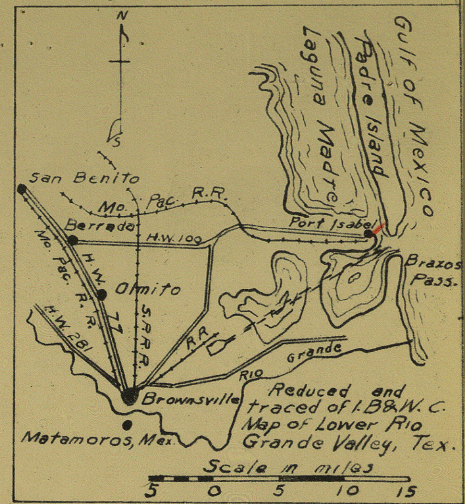 N
S
Gulf of Mexico
Padre Island
Laguna Madre
San Benito
Mo. Pac. R.R.
Port Isabel
Barreda
H.W. 100
Brazos
Pass.
Mo. Pac. R. R.
H.W. 77
Olmito
S.P.R.R.
R.R.
H.W. 281
Rio Grande
Brownsville
Matamoros, Mex.
Reduced and
traced of I.B.&W.C.
Map of Lower Rio
Grande Valley, Tex.
Scale in miles
5 0 5 10 15